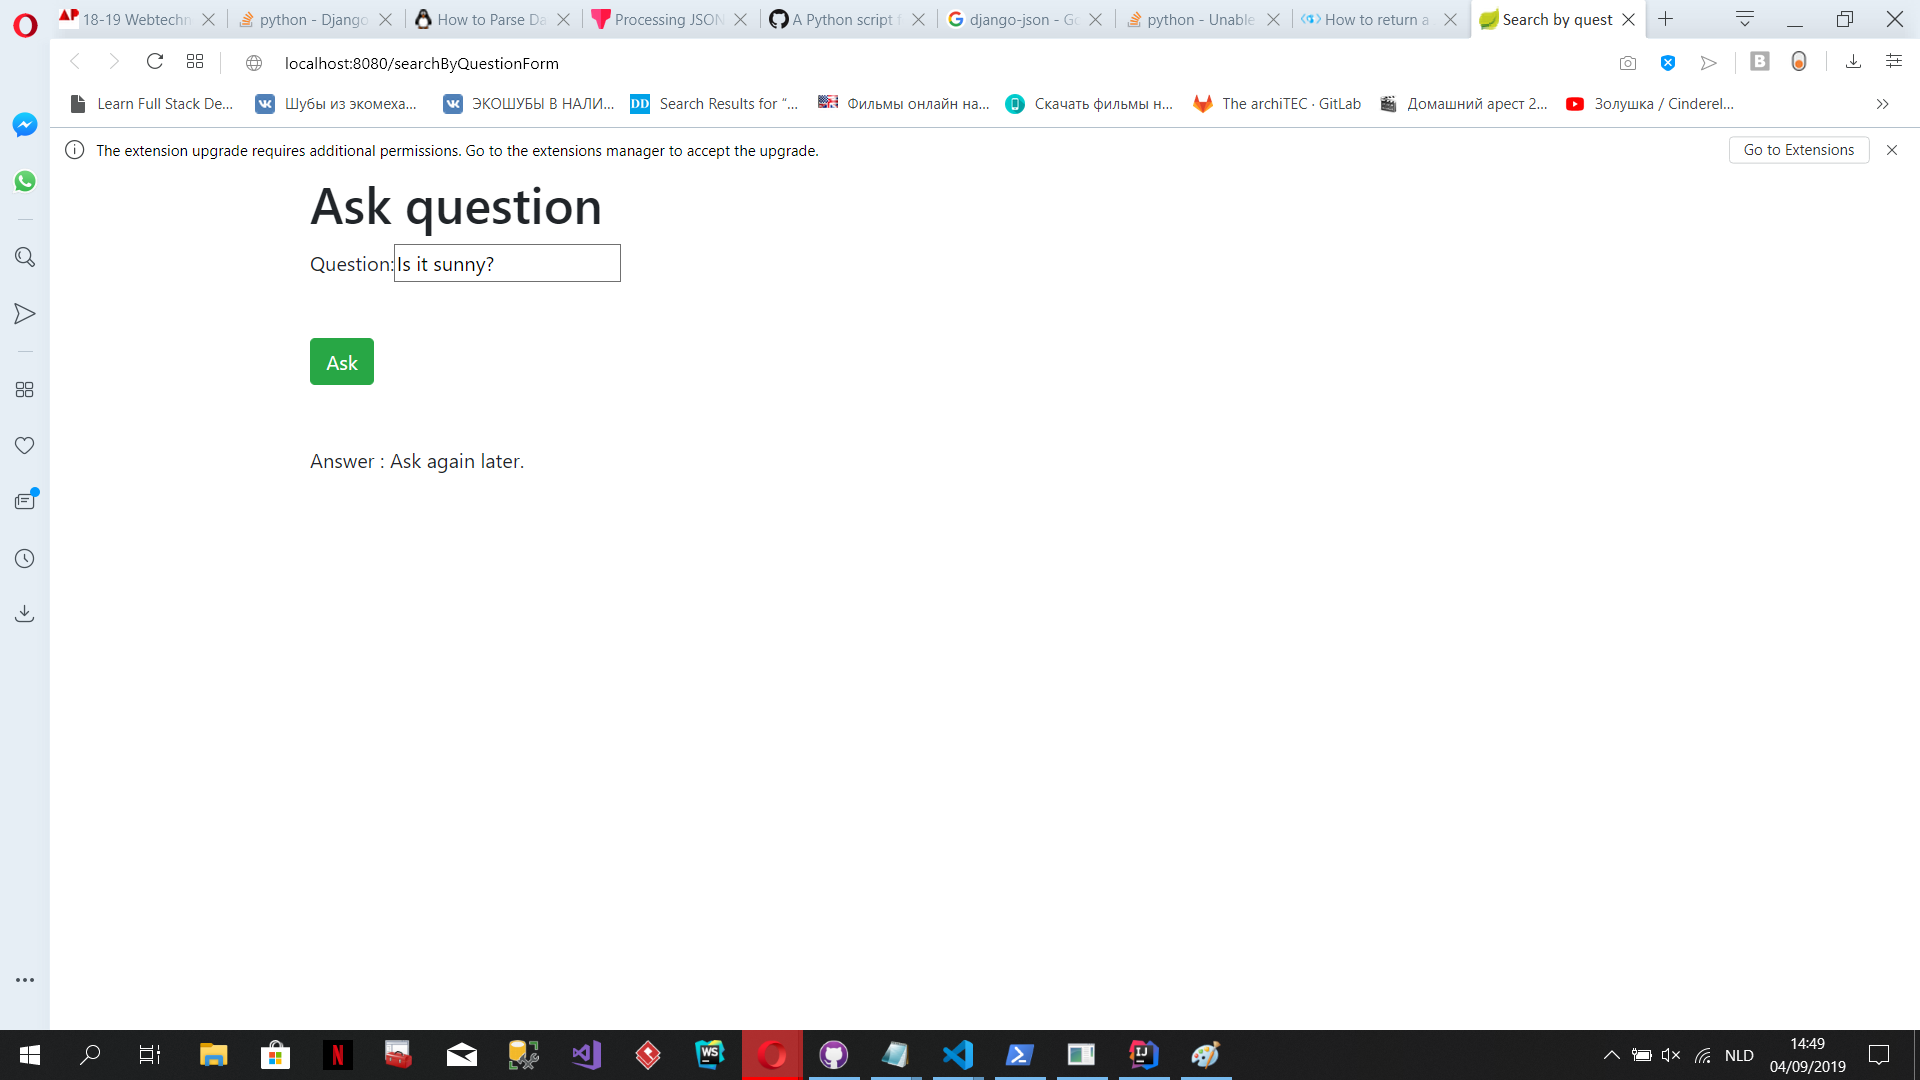 18-19 Webtechn
python - Django
How to Parse Da
Processing JSON
A Python script f
django-json - Go
python - Unable
How to return a
Search by quest
localhost:8080/searchByQuestionForm
B
Learn Full Stack De...
Шубы из экомеха...
ЭКОШУБЫ В НАЛИ...
DD
Search Results for “...
Фильмы онлайн на...
Скачать фильмы н...
The archiTEC · GitLab
Домашний арест 2...
Золушка / Cinderel...
The extension upgrade requires additional permissions. Go to the extensions manager to accept the upgrade.
Go to Extensions
Ask question
Question: Is it sunny?
Ask
Answer : Ask again later.
N
WS
IJ
NLD
14:49
04/09/2019